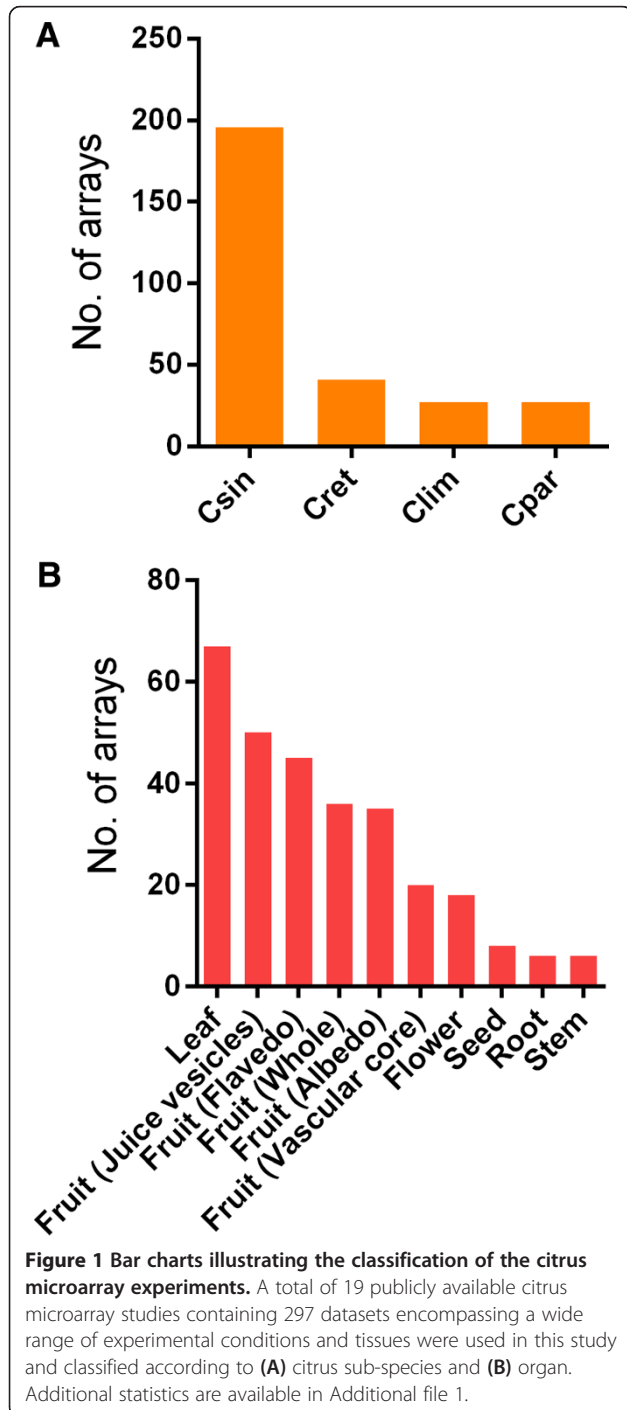 A
No. of arrays
250
200
150
100
50
0
Csin
Cret
Clim
Cpar
B
No. of arrays
80
60
40
20
0
Leaf
Fruit (Juice vesicles)
Fruit (Flavedo)
Fruit (Whole)
Fruit (Albedo)
Fruit (Vascular core)
Flower
Seed
Root
Stem
Figure 1 Bar charts illustrating the classification of the citrus
microarray experiments. A total of 19 publicly available citrus
microarray studies containing 297 datasets encompassing a wide
range of experimental conditions and tissues were used in this study
and classified according to (A) citrus sub-species and (B) organ.
Additional statistics are available in Additional file 1.